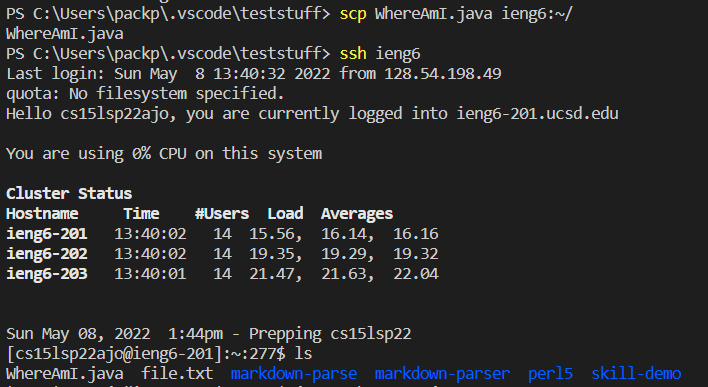 PS C:\Users\packp\.vscode\teststuff> scp WhereAmI.java ieng6:~/
WhereAmI.java
PS C:\Users\packp\.vscode\teststuff> ssh ieng6
Last login: Sun May  8 13:40:32 2022 from 128.54.198.49
quota: No filesystem specified.
Hello cs15lsp22ajo, you are currently logged into ieng6-201.ucsd.edu
You are using 0% CPU on this system
Cluster Status
Hostname     Time    #Users  Load  Averages
ieng6-201   13:40:02   14  15.56,  16.14,  16.16
ieng6-202   13:40:02   14  19.35,  19.29,  19.32
ieng6-203   13:40:01   14  21.47,  21.63,  22.04
Sun May 08, 2022  1:44pm - Prepping cs15lsp22
[cs15lsp22ajo@ieng6-201]:~:277$ ls
WhereAmI.java  file.txt  markdown-parse  markdown-parser  perl5  skill-demo